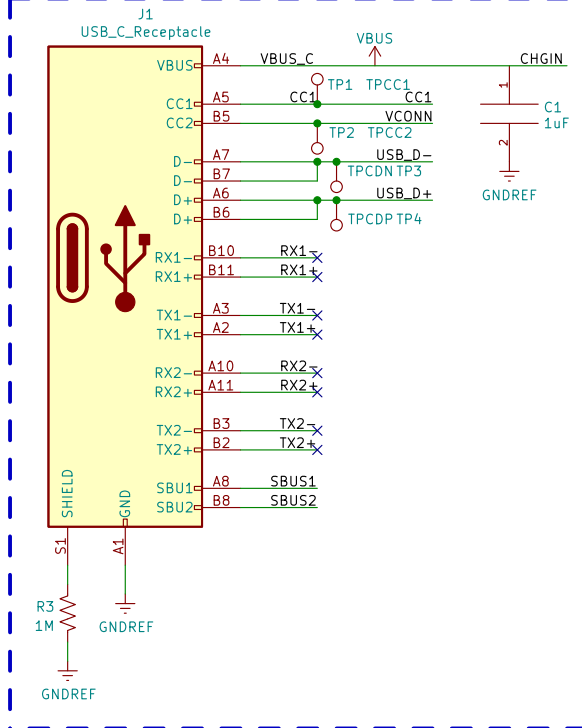 J1
USB_C_Receptacle
VBUS
VBUS A4 VBUS_C CHGIN
TP1 TPCC1
CC1 A5 CC1 CC1
CC2 B5 VCONN
TP2 TPCC2
1
C1
1uF
2
GNDREF
D- A7 USB_D-
D- B7 TPCDN TP3
D+ A6 USB_D+
D+ B6 TPCDP TP4
RX1- B10 RX1-
RX1+ B11 RX1+
TX1- A3 TX1-
TX1+ A2 TX1+
RX2- A10 RX2-
RX2+ A11 RX2+
TX2- B3 TX2-
TX2+ B2 TX2+
SBU1 A8 SBUS1
SBU2 B8 SBUS2
SHIELD
GND
S1
A1
R3
1M
GNDREF
GNDREF